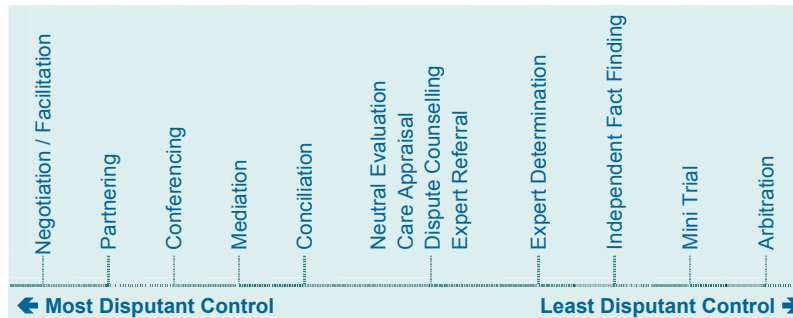 Negotiation / Facilitation
Partnering
Conferencing
Mediation
Conciliation
Neutral Evaluation
Care Appraisal
Dispute Counselling
Expert Referral
Expert Determination
Independent Fact Finding
Mini Trial
Arbitration
← Most Disputant Control
Least Disputant Control →